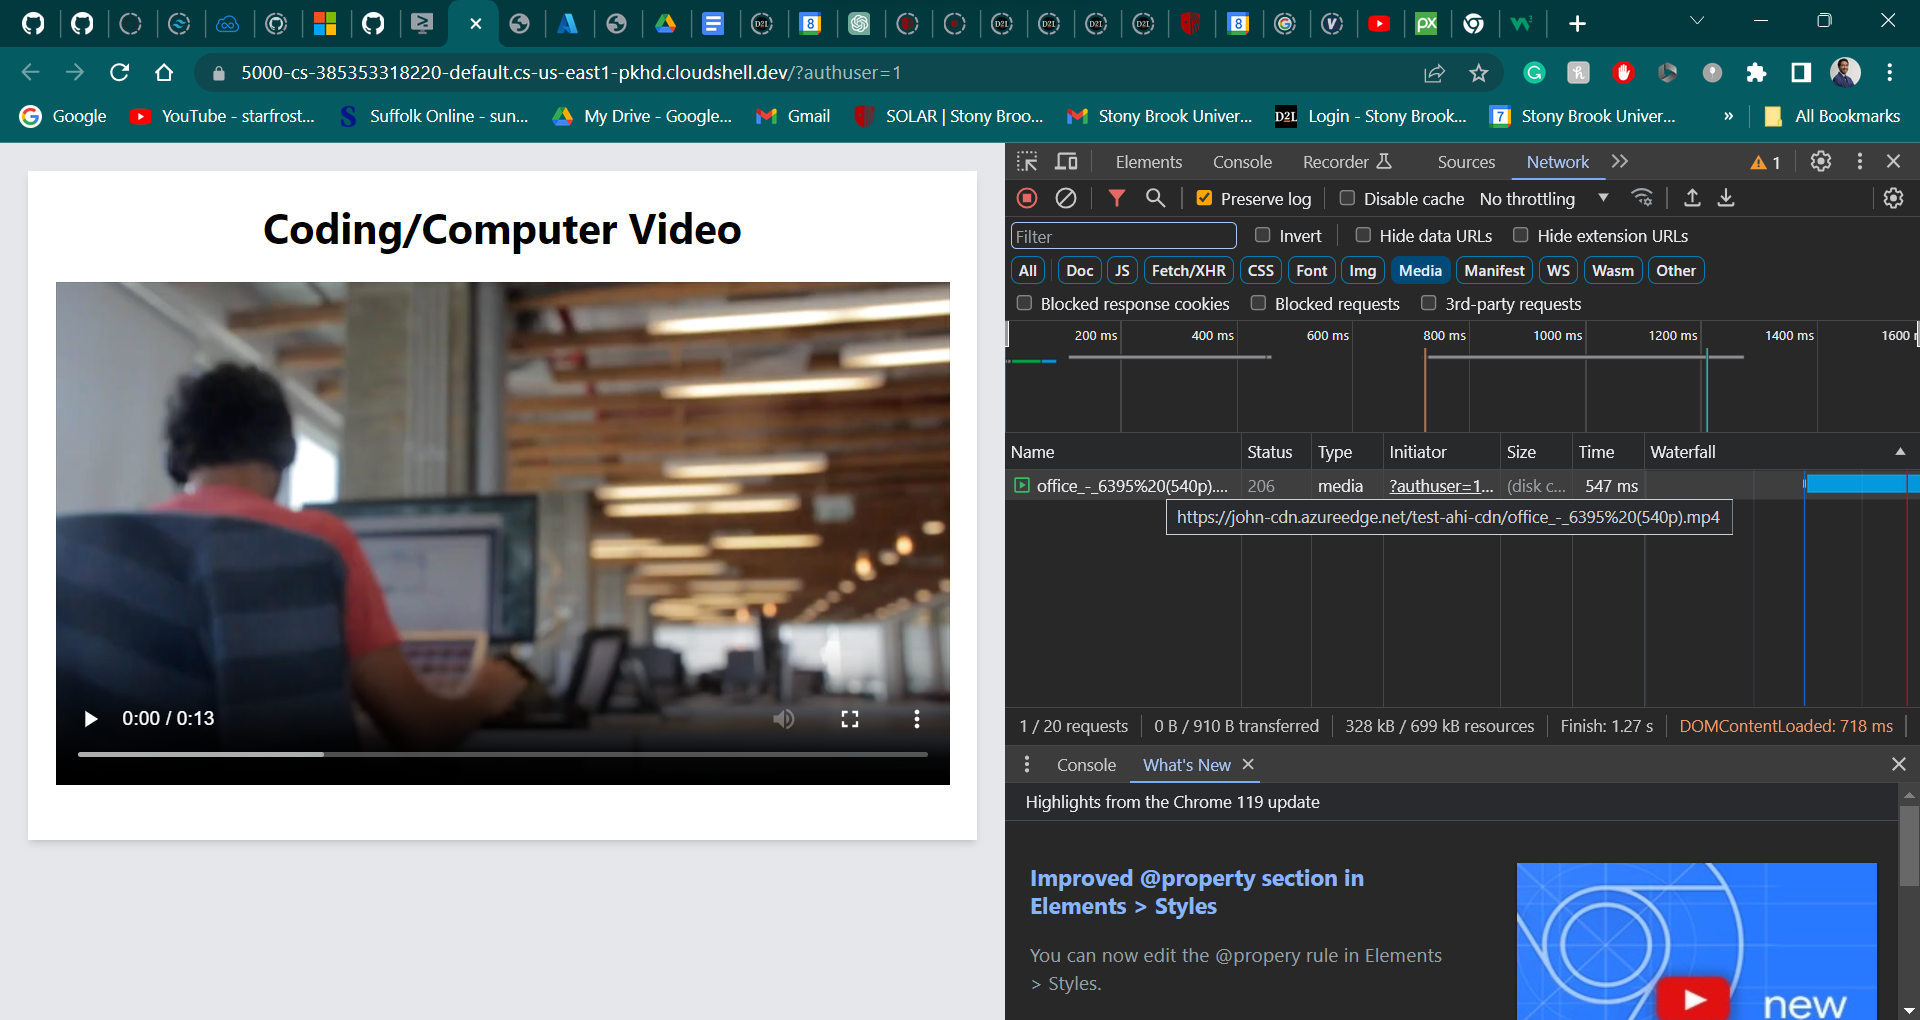 5000-cs-385353318220-default.cs-us-east1-pkhd.cloudshell.dev/?authuser=1
Google YouTube - starfrost... Suffolk Online - sun... My Drive - Google... Gmail SOLAR | Stony Broo... Stony Brook Univer... D2L Login - Stony Brook... 7 Stony Brook Univer... » All Bookmarks
Coding/Computer Video
0:00 / 0:13
Elements Console Recorder Sources Network 1
Preserve log Disable cache No throttling
Filter Invert Hide data URLs Hide extension URLs
All Doc JS Fetch/XHR CSS Font Img Media Manifest WS Wasm Other
Blocked response cookies Blocked requests 3rd-party requests
200 ms 400 ms 600 ms 800 ms 1000 ms 1200 ms 1400 ms 1600
Name Status Type Initiator Size Time Waterfall
office_-_6395%20(540p).... 206 media ?authuser=1... (disk c... 547 ms
https://john-cdn.azureedge.net/test-ahi-cdn/office_-_6395%20(540p).mp4
1 / 20 requests 0 B / 910 B transferred 328 kB / 699 kB resources Finish: 1.27 s DOMContentLoaded: 718 ms
Console What's New
Highlights from the Chrome 119 update
Improved @property section in
Elements > Styles
You can now edit the @propery rule in Elements
> Styles.
new